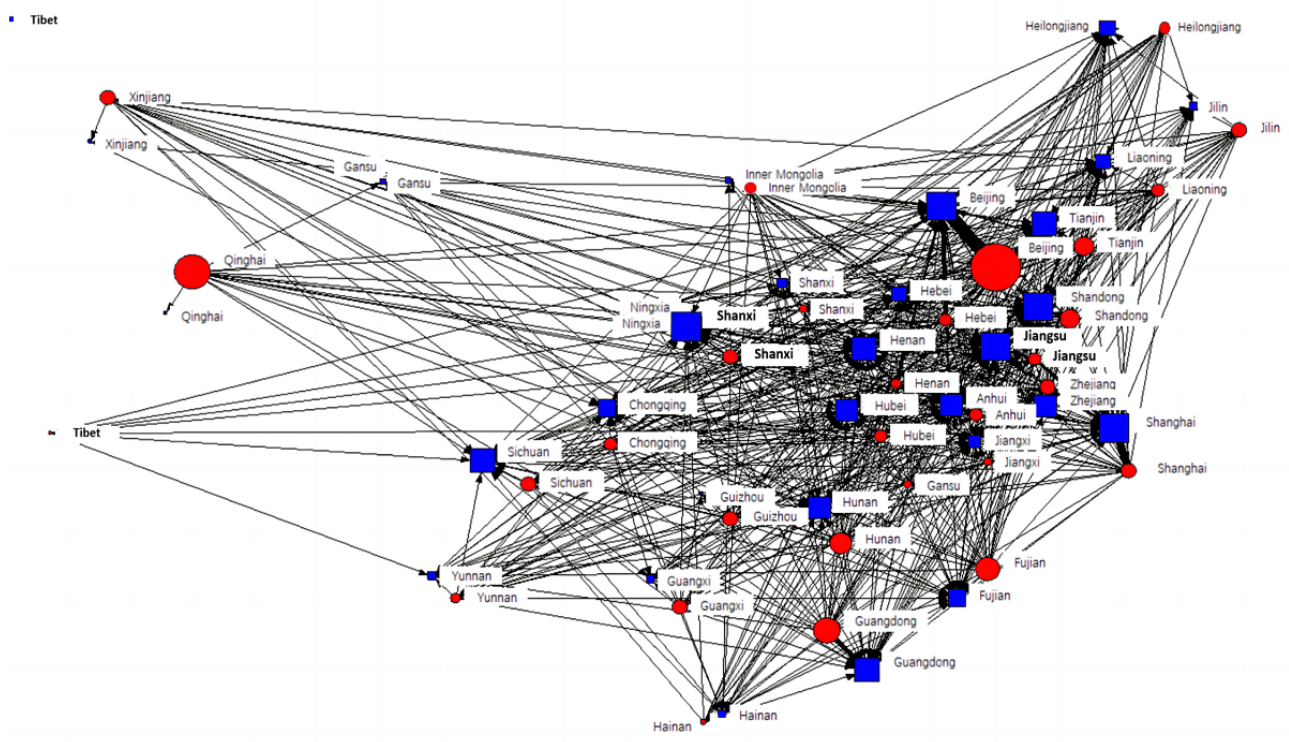 Tibet
Heilongjiang
Heilongjiang
Xinjiang
Jilin
Jilin
Xinjiang
Gansu
Liaoning
Gansu
Inner Mongolia
Inner Mongolia
Liaoning
Beijing
Tianjin
Beijing
Tianjin
Qinghai
Shanxi
Hebei
Shandong
Qinghai
Ningxia
Shanxi
Shanxi
Hebei
Shandong
Ningxia
Henan
Jiangsu
Shanxi
Jiangsu
Henan
Zhejiang
Chongqing
Hubei
Anhui
Zhejiang
Anhui
Shanghai
Tibet
Chongqing
Hubei
Jiangxi
Sichuan
Jiangxi
Shanghai
Sichuan
Gansu
Guizhou
Hunan
Guizhou
Hunan
Fujian
Yunnan
Guangxi
Yunnan
Guangxi
Fujian
Guangdong
Guangdong
Hainan
Hainan